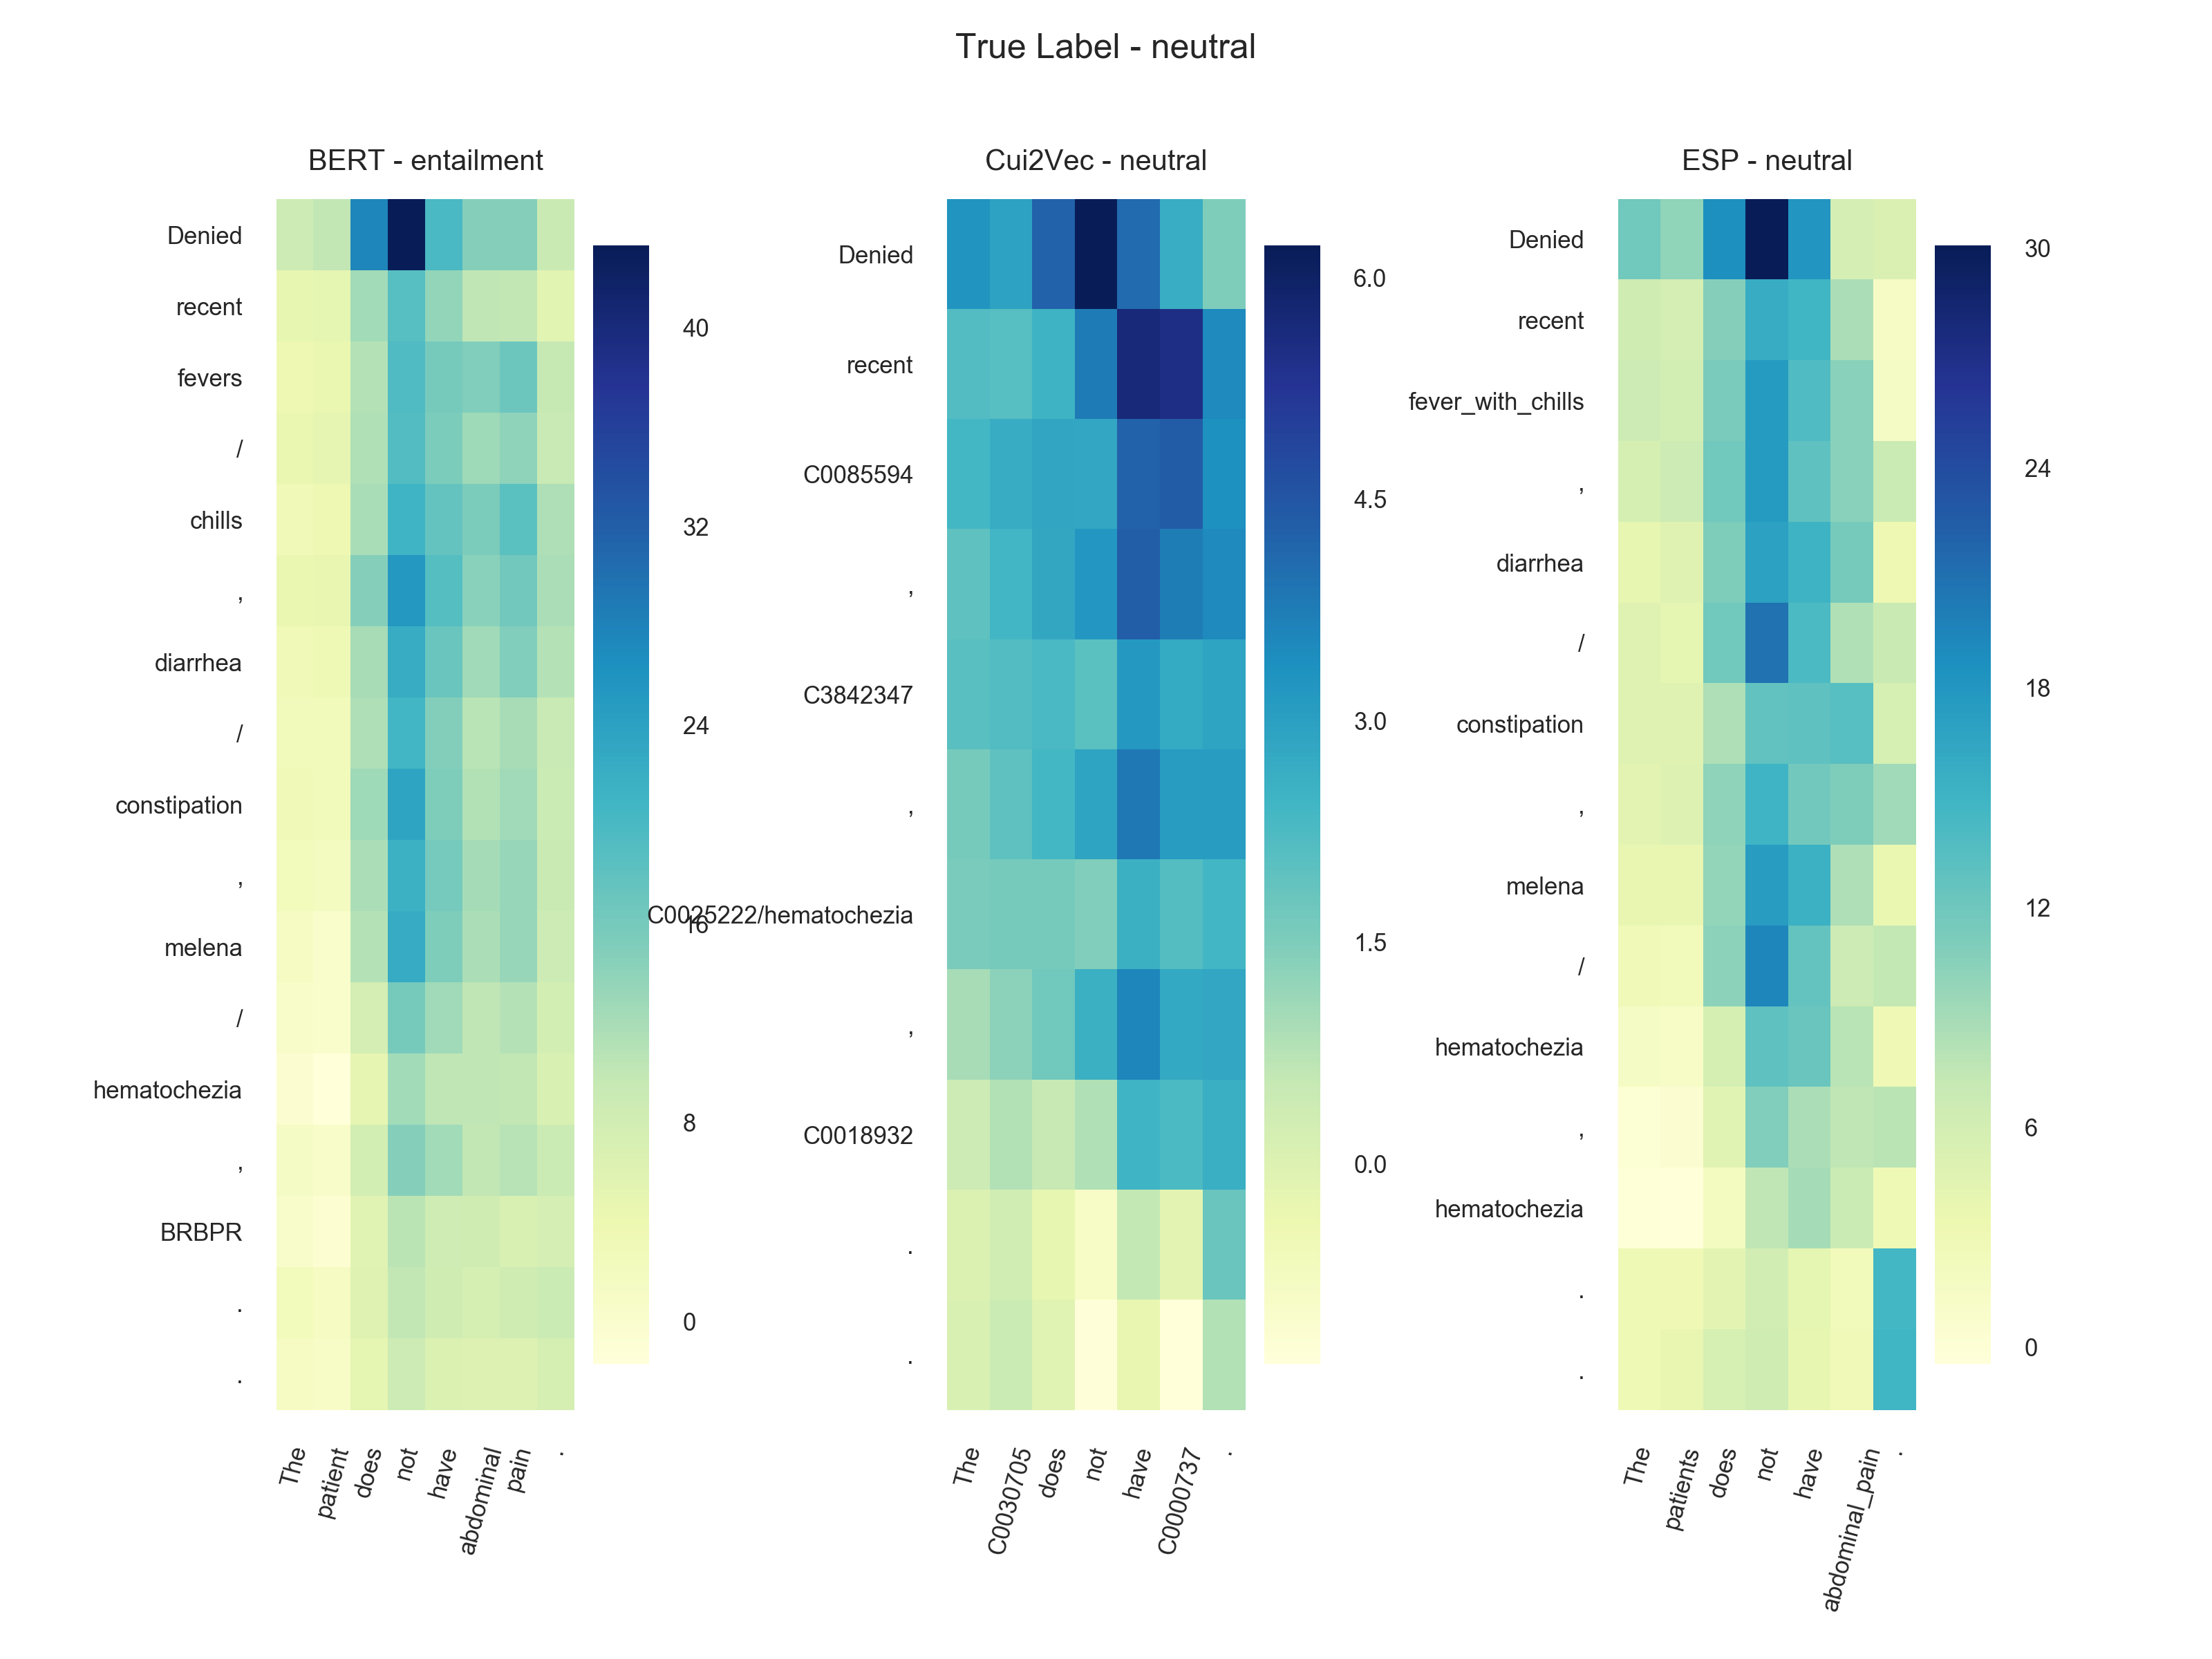 True Label - neutral
BERT - entailment
Denied
recent
fevers
/
chills
,
diarrhea
/
constipation
,
melena
/
hematochezia
,
BRBPR
.
.
The
patient
does
not
have
abdominal
pain
.
40
32
24
16
8
0
Cui2Vec - neutral
Denied
recent
C0085594
,
C3842347
,
C0025222/hematochezia
,
C0018932
.
.
The
C0030705
does
not
have
C0000737
.
6.0
4.5
3.0
1.5
0.0
ESP - neutral
Denied
recent
fever_with_chills
,
diarrhea
/
constipation
,
melena
/
hematochezia
,
hematochezia
.
.
The
patients
does
not
have
abdominal_pain
.
30
24
18
12
6
0